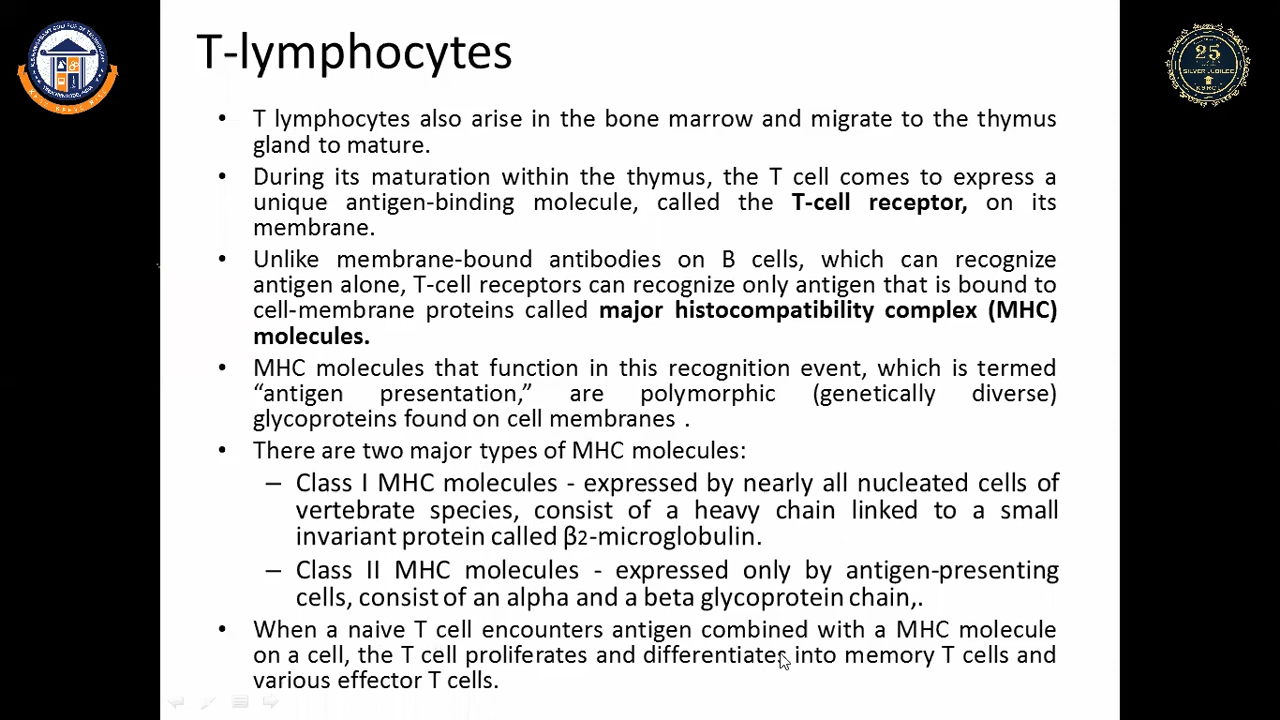 T-lymphocytes
• T lymphocytes also arise in the bone marrow and migrate to the thymus
gland to mature.
• During its maturation within the thymus, the T cell comes to express a
unique antigen-binding molecule, called the T-cell receptor, on its
membrane.
• Unlike membrane-bound antibodies on B cells, which can recognize
antigen alone, T-cell receptors can recognize only antigen that is bound to
cell-membrane proteins called major histocompatibility complex (MHC)
molecules.
• MHC molecules that function in this recognition event, which is termed
“antigen presentation,” are polymorphic (genetically diverse)
glycoproteins found on cell membranes .
• There are two major types of MHC molecules:
– Class I MHC molecules - expressed by nearly all nucleated cells of
vertebrate species, consist of a heavy chain linked to a small
invariant protein called β2-microglobulin.
– Class II MHC molecules - expressed only by antigen-presenting
cells, consist of an alpha and a beta glycoprotein chain,.
• When a naive T cell encounters antigen combined with a MHC molecule
on a cell, the T cell proliferates and differentiates into memory T cells and
various effector T cells.
25
SILVER JUBILEE